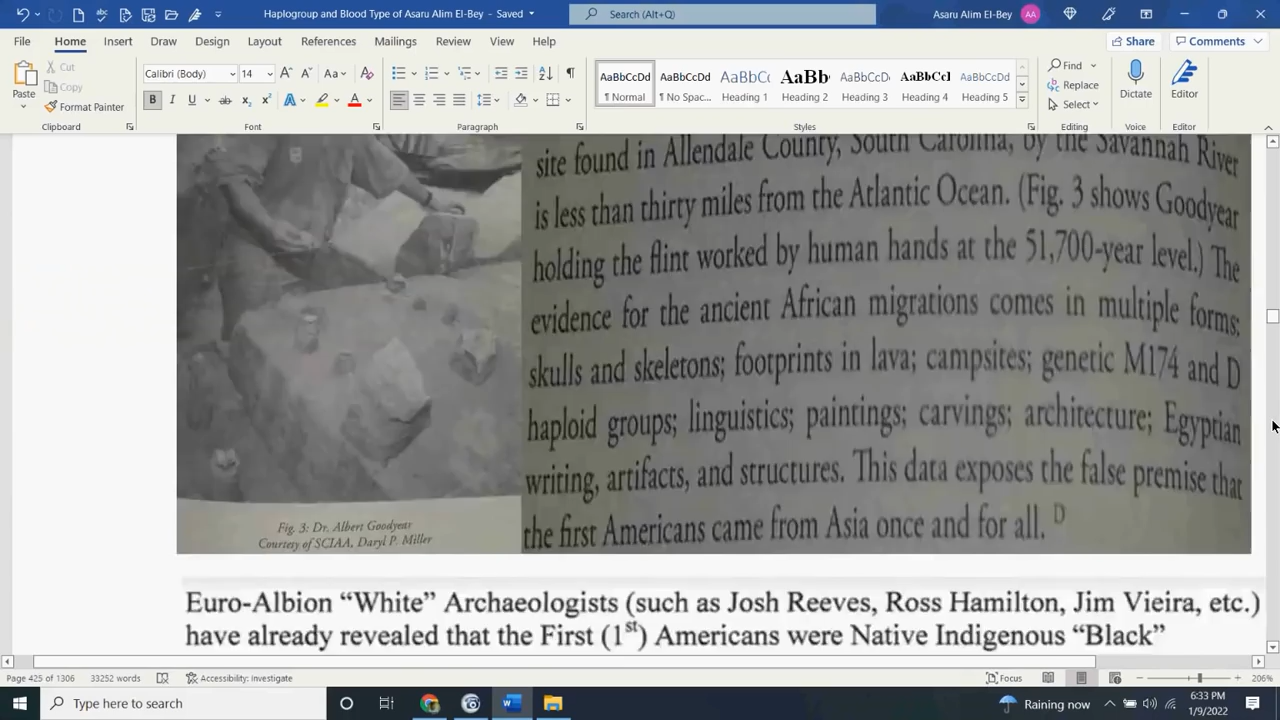 Haplogroup and Blood Type of Asaru Alim El-Bey - Saved
Search (Alt+Q)
Asaru Alim El-Bey
AA
File Home Insert Draw Design Layout References Mailings Review View Help
Share
Comments
Paste
Cut
Copy
Format Painter
Calibri (Body)
14
AaBbCcDd
¶ Normal
AaBbCcDd
¶ No Spac...
AaBbCc
Heading 1
AaBb
Heading 2
AaBbCcD
Heading 3
AaBbCcI
Heading 4
AaBbCcDd
Heading 5
Find
Replace
Select
Dictate
Editor
Clipboard
Font
Paragraph
Styles
Editing
Voice
Editor
site found in Allendale County, South Carolina, by the Savannah River
is less than thirty miles from the Atlantic Ocean. (Fig. 3 shows Goodyear
holding the flint worked by human hands at the 51,700-year level.) The
evidence for the ancient African migrations comes in multiple forms;
skulls and skeletons; footprints in lava; campsites; genetic M174 and D
haploid groups; linguistics; paintings; carvings; architecture; Egyptian
writing, artifacts, and structures. This data exposes the false premise that
the first Americans came from Asia once and for all. D
Fig. 3: Dr. Albert Goodyear
Courtesy of SCIAA, Daryl P. Miller
Euro-Albion “White” Archaeologists (such as Josh Reeves, Ross Hamilton, Jim Vieira, etc.)
have already revealed that the First (1st) Americans were Native Indigenous “Black”
Page 425 of 1306
33252 words
Accessibility: investigate
Focus
206%
Type here to search
Raining now
6:33 PM
1/9/2022